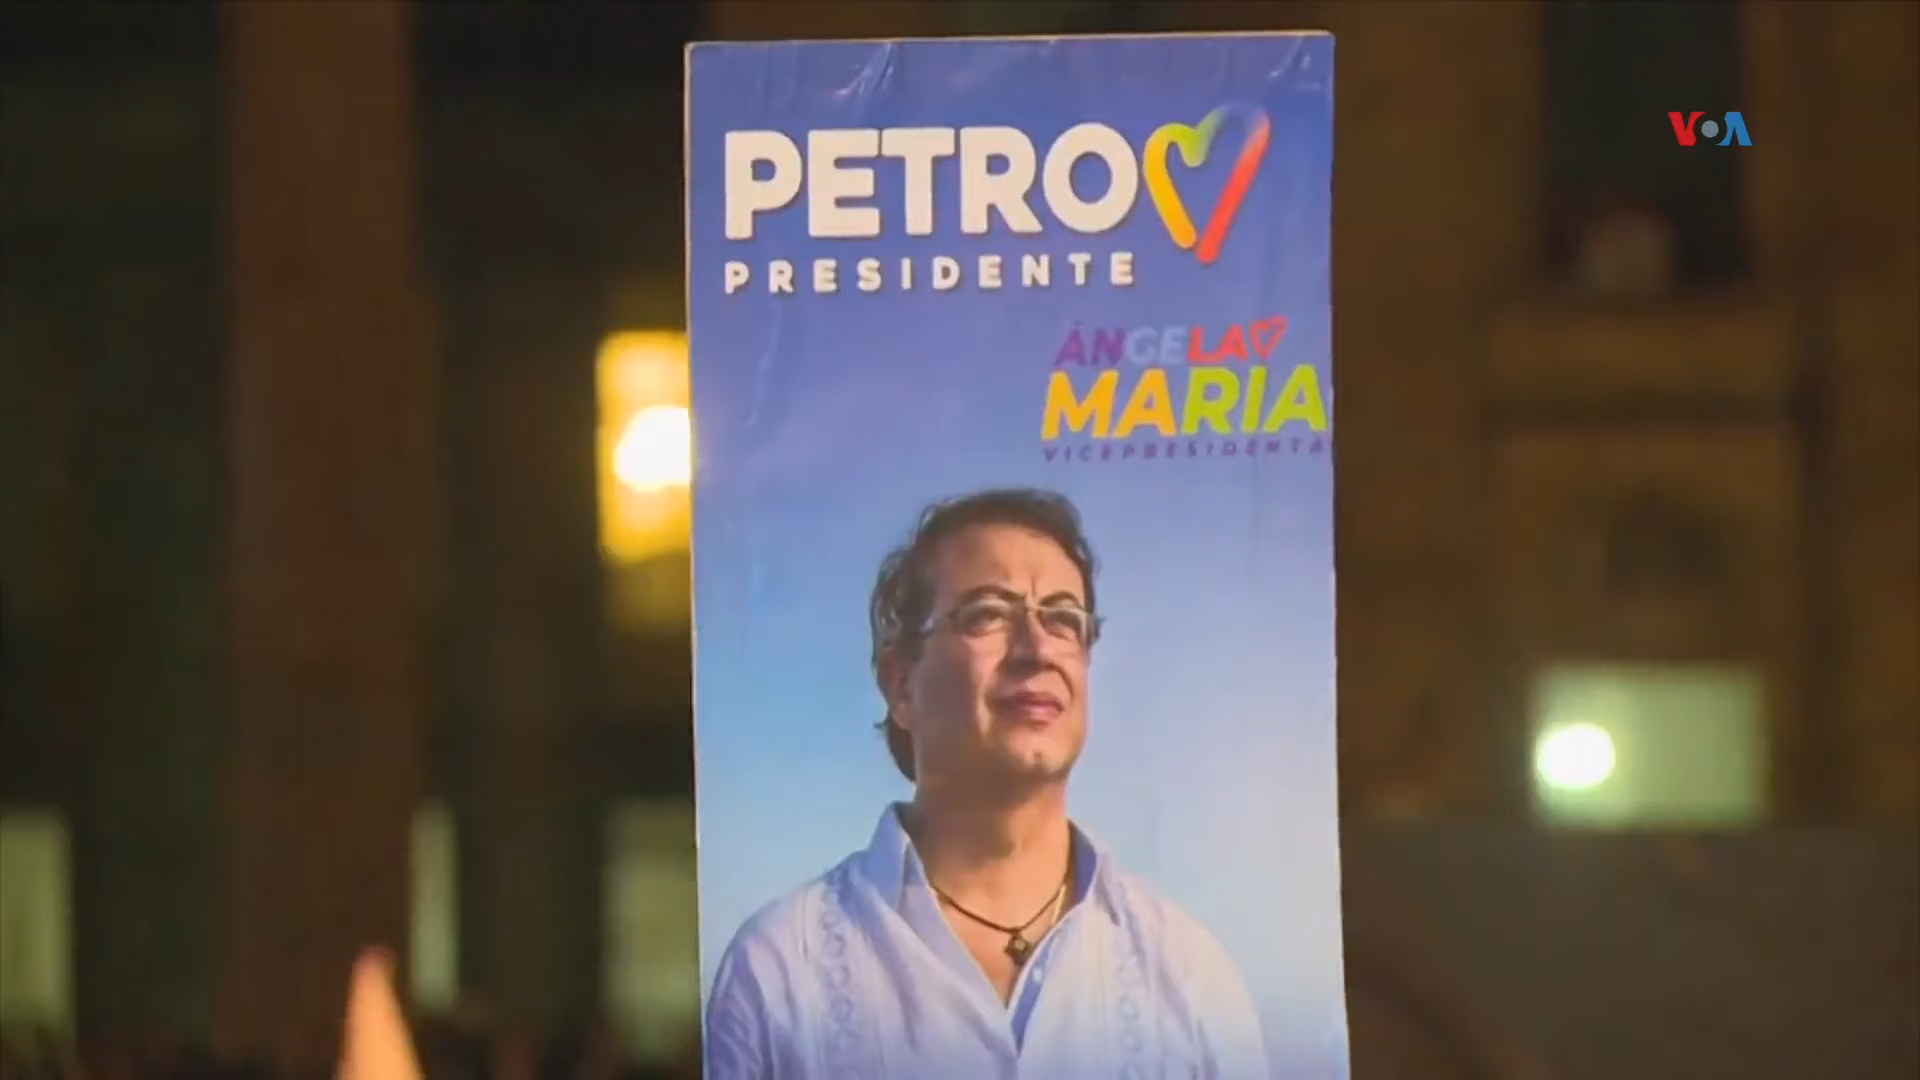 VOA
PETRO
PRESIDENTE
ÁNGELA
MARIA
VICEPRESIDENTA